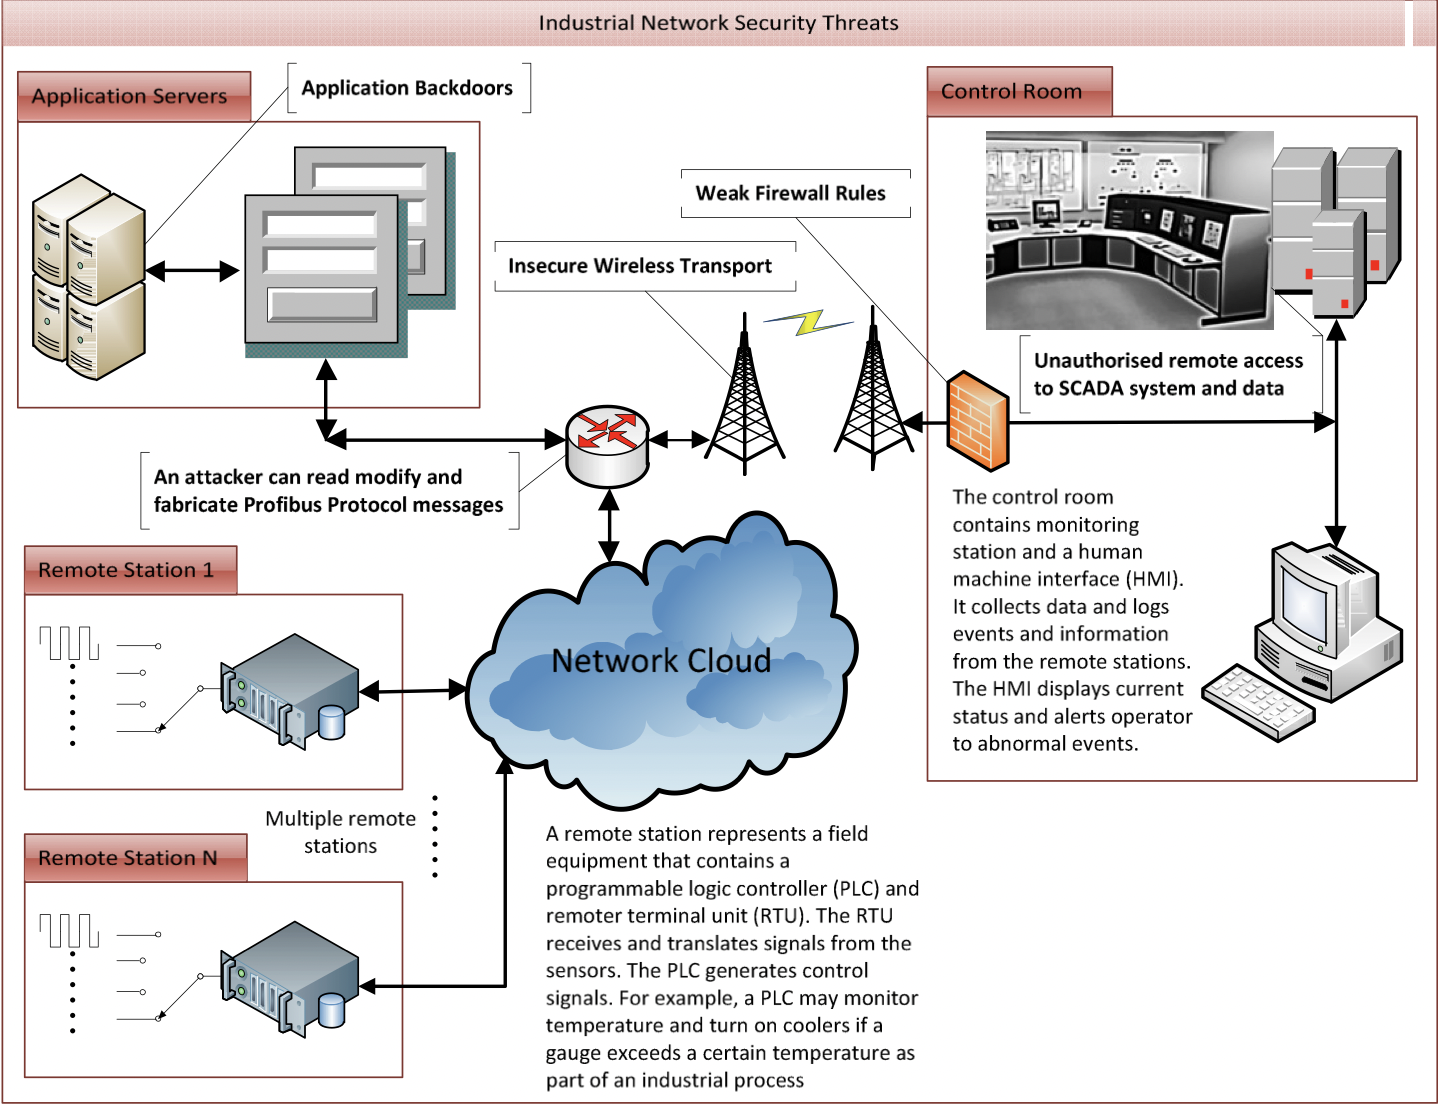 Industrial Network Security Threats
Application Servers
Application Backdoors
Control Room
Weak Firewall Rules
Insecure Wireless Transport
Unauthorised remote access
to SCADA system and data
An attacker can read modify and
fabricate Profibus Protocol messages
The control room
contains monitoring
station and a human
machine interface (HMI).
It collects data and logs
events and information
from the remote stations.
The HMI displays current
status and alerts operator
to abnormal events.
Remote Station 1
Network Cloud
Multiple remote
stations
Remote Station N
A remote station represents a field
equipment that contains a
programmable logic controller (PLC) and
remoter terminal unit (RTU). The RTU
receives and translates signals from the
sensors. The PLC generates control
signals. For example, a PLC may monitor
temperature and turn on coolers if a
gauge exceeds a certain temperature as
part of an industrial process